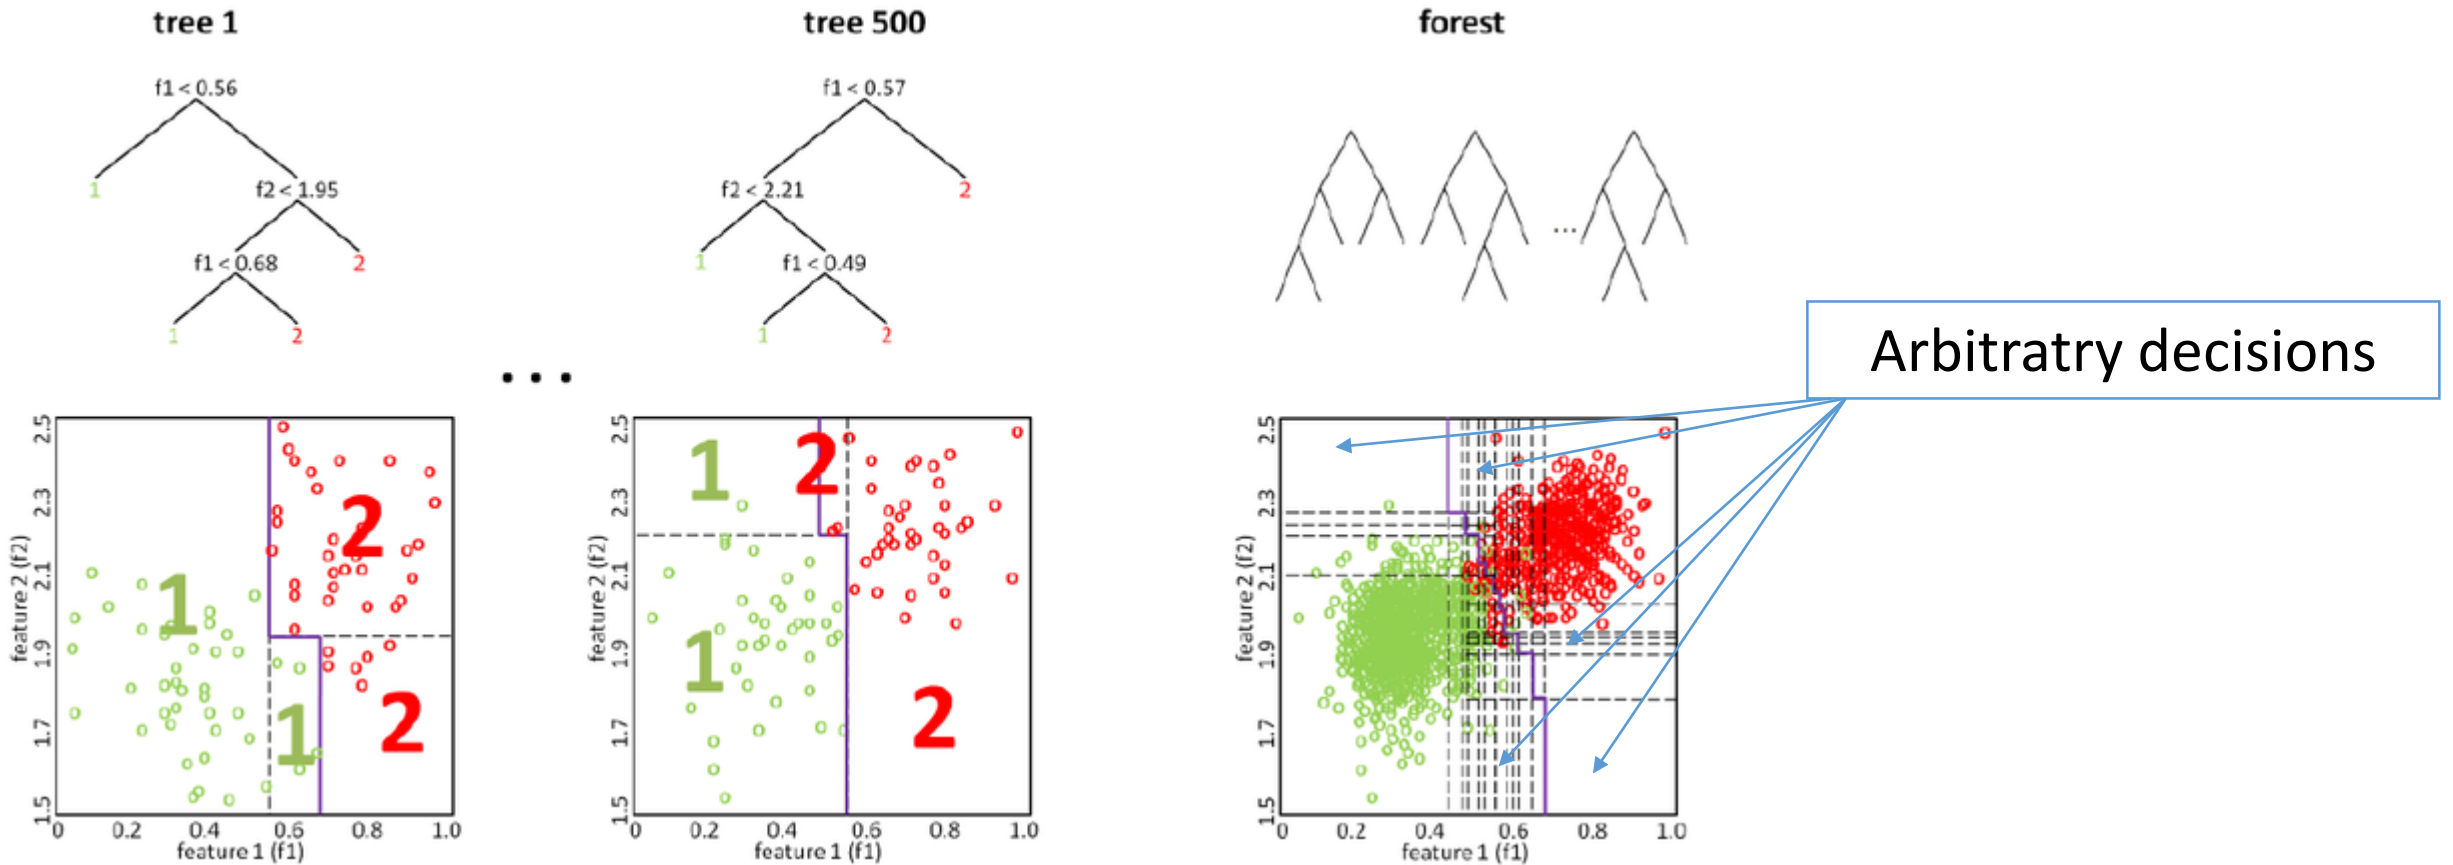 tree 1
f1 < 0.56
1
f2 < 1.95
f1 < 0.68
2
1
2
...
tree 500
f1 < 0.57
f2 < 2.21
2
1
f1 < 0.49
1
2
forest
...
Arbitratry decisions
2.5
2.3
2.1
1.9
1.7
1.5
feature 2 (f2)
1
2
1
2
0 0.2 0.4 0.6 0.8 1.0
feature 1 (f1)
2.5
2.3
2.1
1.9
1.7
1.5
feature 2 (f2)
1
2
1
2
0 0.2 0.4 0.6 0.8 1.0
feature 1 (f1)
2.5
2.3
2.1
1.9
1.7
1.5
feature 2 (f2)
0 0.2 0.4 0.6 0.8 1.0
feature 1 (f1)